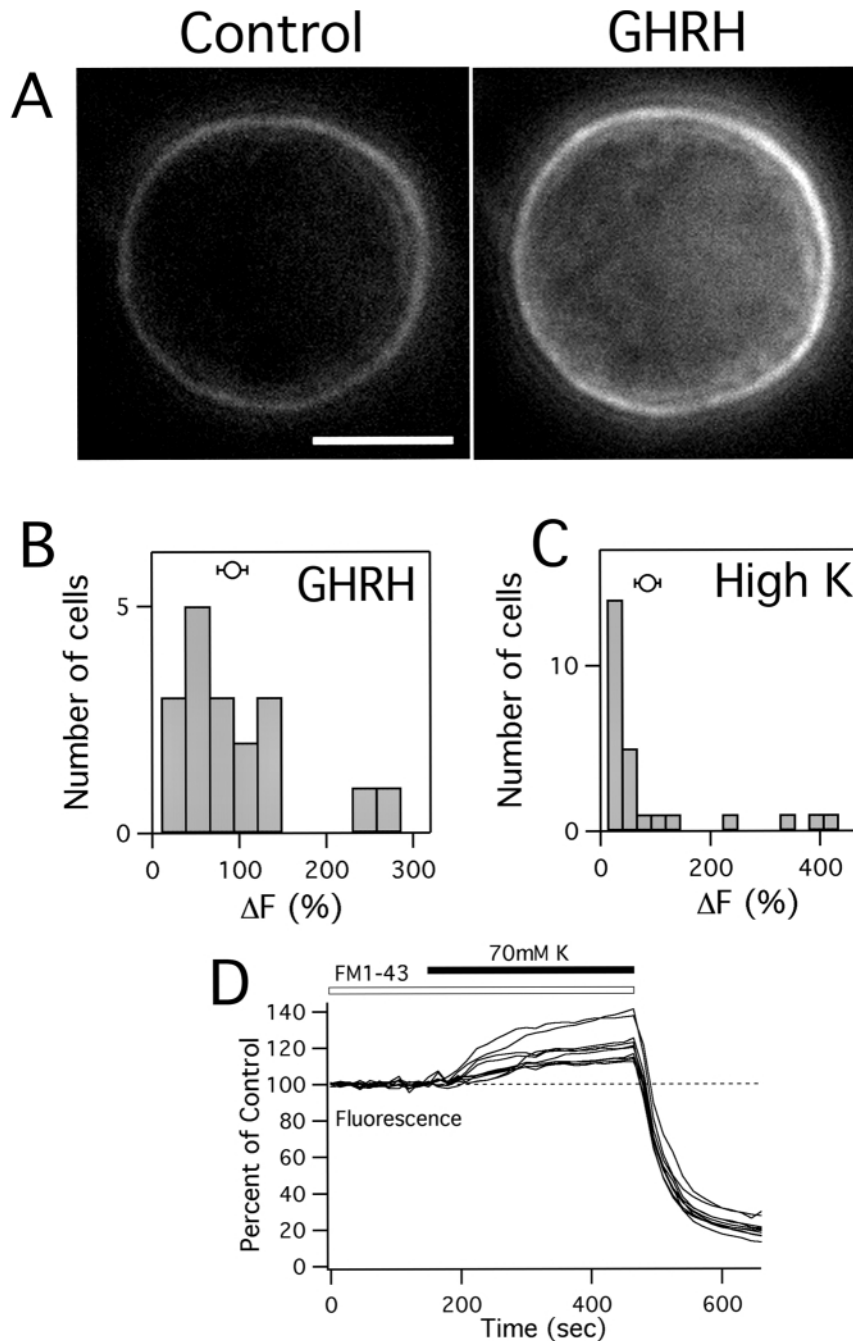 Control
GHRH
A
B
GHRH
Number of cells
5
0
0
100
200
300
ΔF (%)
C
High K
Number of cells
10
0
0
200
400
ΔF (%)
D
70mM K
FM1-43
Percent of Control
140
120
100
80
60
40
20
0
Fluorescence
0
200
400
600
Time (sec)